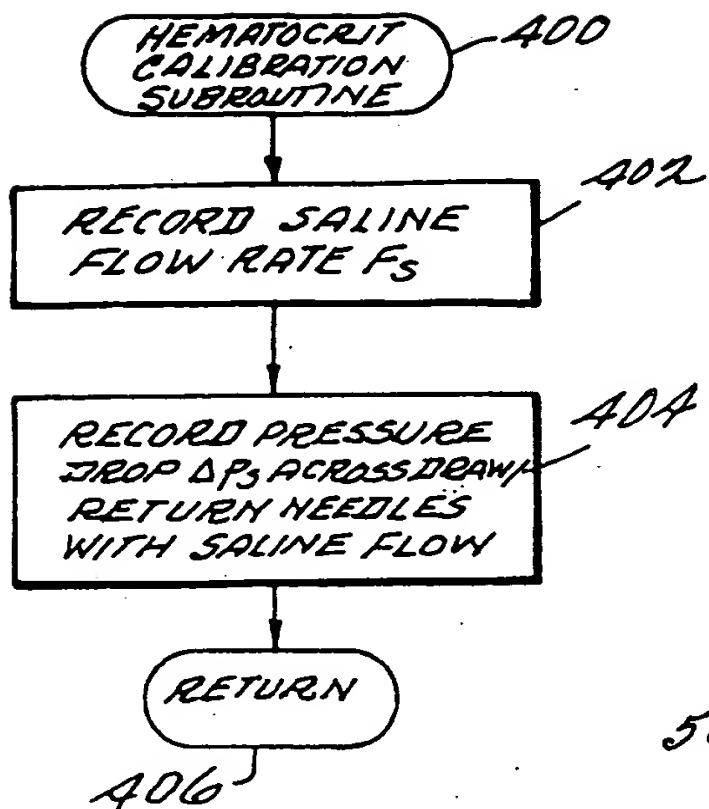 HEMATOCRIT
CALIBRATION
SUBROUTINE
400
RECORD SALINE
FLOW RATE FS
402
RECORD PRESSURE
DROP ΔPS ACROSS DRAW/
RETURN NEEDLES
WITH SALINE FLOW
404
RETURN
406